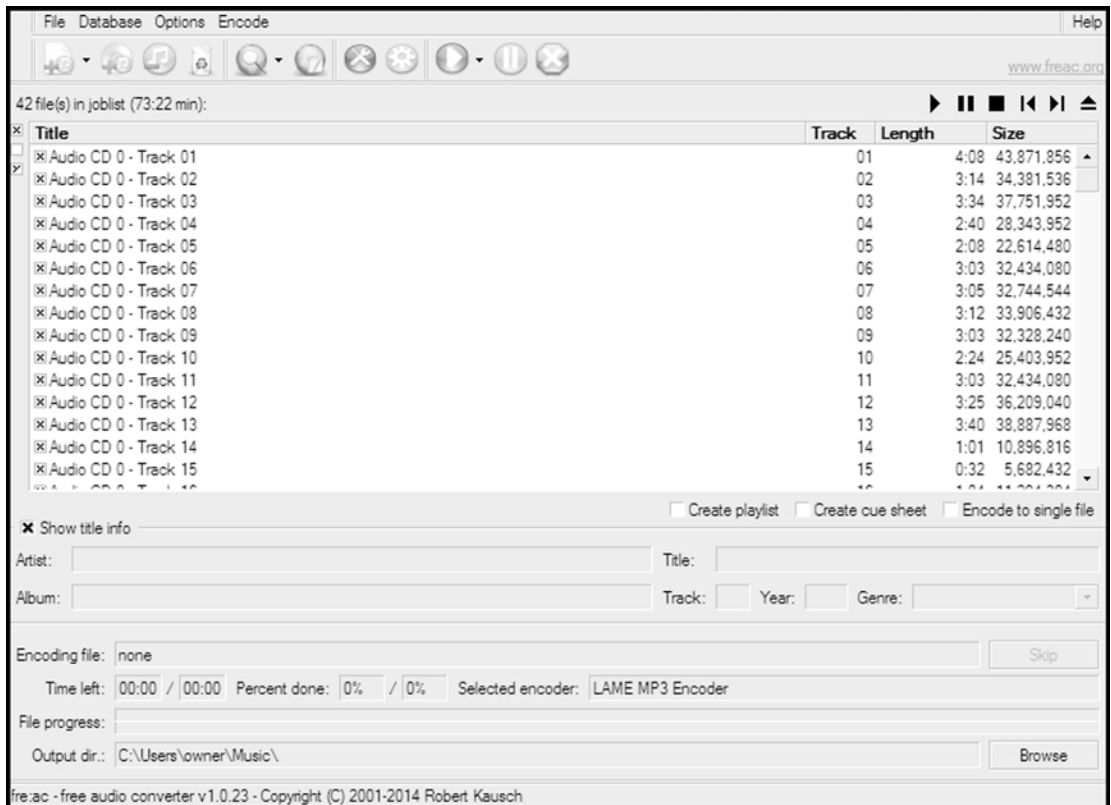 File Database Options Encode Help
www.freac.org
42 file(s) in joblist (73:22 min):
Title Track Length Size
Audio CD 0 - Track 01 01 4:08 43,871,856
Audio CD 0 - Track 02 02 3:14 34,381,536
Audio CD 0 - Track 03 03 3:34 37,751,952
Audio CD 0 - Track 04 04 2:40 28,343,952
Audio CD 0 - Track 05 05 2:08 22,614,480
Audio CD 0 - Track 06 06 3:03 32,434,080
Audio CD 0 - Track 07 07 3:05 32,744,544
Audio CD 0 - Track 08 08 3:12 33,906,432
Audio CD 0 - Track 09 09 3:03 32,328,240
Audio CD 0 - Track 10 10 2:24 25,403,952
Audio CD 0 - Track 11 11 3:03 32,434,080
Audio CD 0 - Track 12 12 3:25 36,209,040
Audio CD 0 - Track 13 13 3:40 38,887,968
Audio CD 0 - Track 14 14 1:01 10,896,816
Audio CD 0 - Track 15 15 0:32 5,682,432
Create playlist Create cue sheet Encode to single file
Show title info
Artist: Title:
Album: Track: Year: Genre:
Encoding file: none Skip
Time left: 00:00 / 00:00 Percent done: 0% / 0% Selected encoder: LAME MP3 Encoder
File progress:
Output dir.: C:\Users\owner\Music\ Browse
fre:ac - free audio converter v1.0.23 - Copyright (C) 2001-2014 Robert Kausch